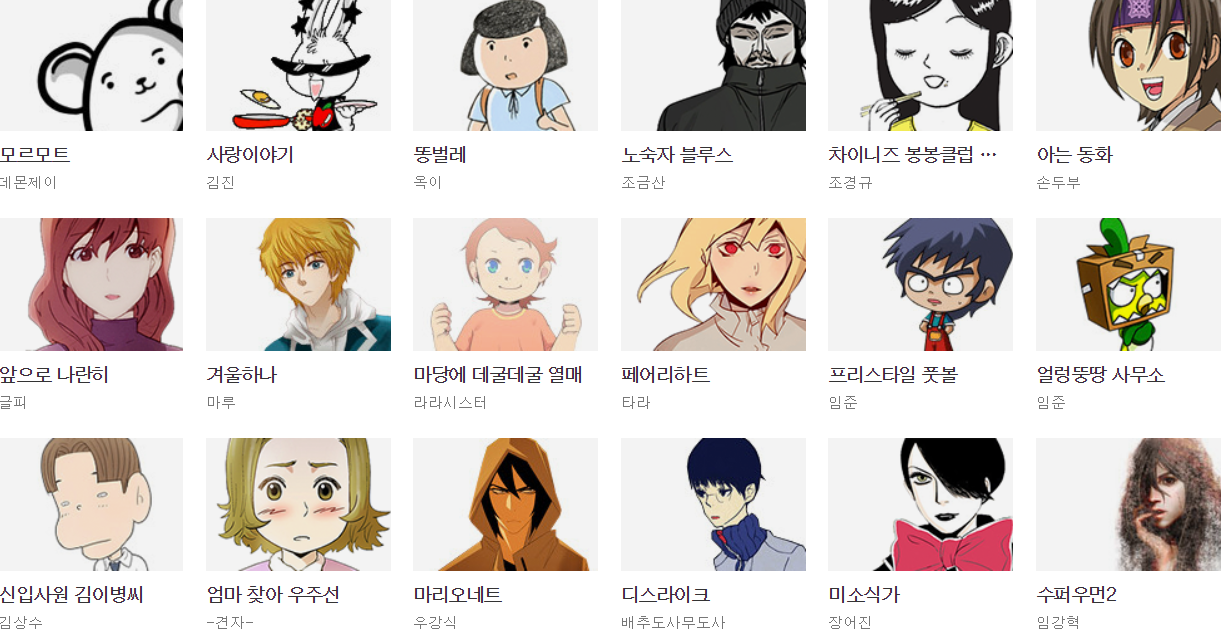 모르모트 사랑이야기 똥벌레 노숙자 블루스 차이니즈 봉봉클럽 … 아는 동화
데몬제이 김진 옥이 조금산 조경규 손두부
앞으로 나란히 겨울하나 마당에 데굴데굴 열매 페어리하트 프리스타일 풋볼 얼렁뚱땅 사무소
글피 마루 라라시스터 타라 임준 임준
신입사원 김이병씨 엄마 찾아 우주선 마리오네트 디스라이크 미소식가 수퍼우먼2
김상수 -견자- 우강식 배추도사무도사 장어진 임강혁